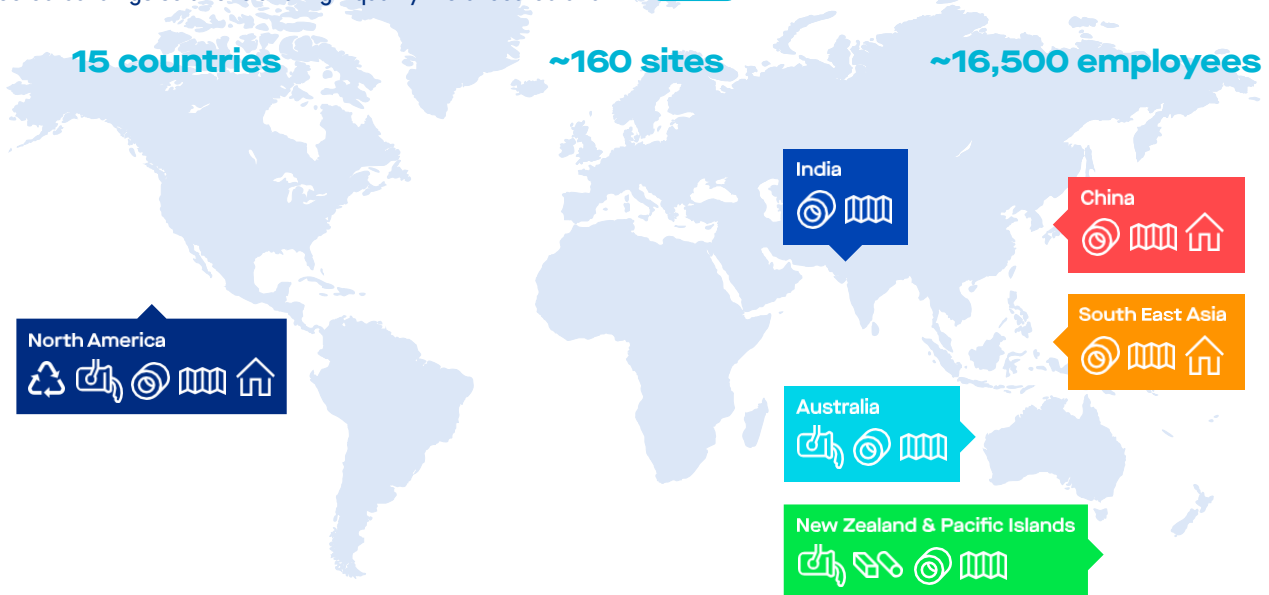 15 countries
~160 sites
~16,500 employees
India
China
North America
South East Asia
Australia
New Zealand & Pacific Islands